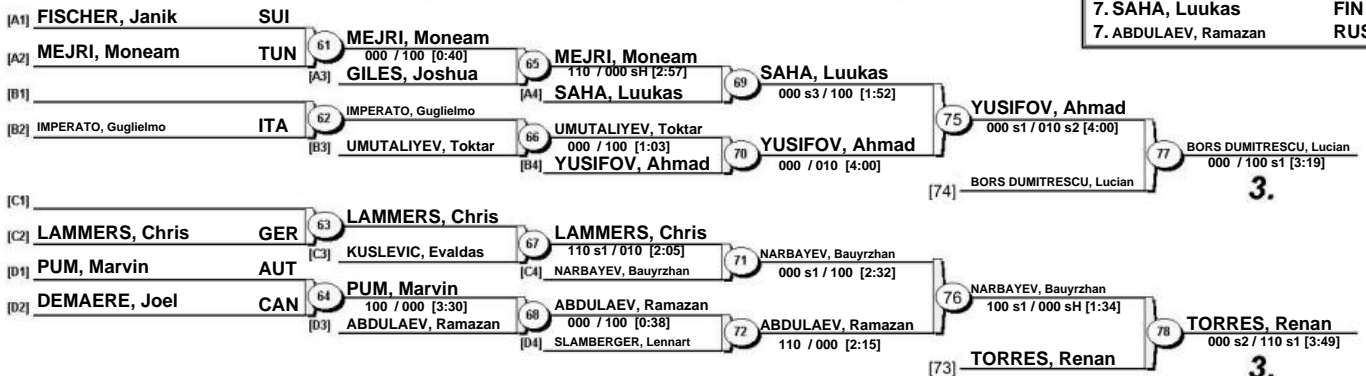 7. SAHA, Luukas FIN
7. ABDULAEV, Ramazan RUS
[A1] FISCHER, Janik SUI
[A2] MEJRI, Moneam TUN
61
MEJRI, Moneam
000 / 100 [0:40]
[A3] GILES, Joshua
65
MEJRI, Moneam
110 / 000 sH [2:57]
[A4] SAHA, Luukas
69
SAHA, Luukas
000 s3 / 100 [1:52]
[B1]
[B2] IMPERATO, Guglielmo ITA
62
IMPERATO, Guglielmo
[B3] UMUTALIYEV, Toktar
66
UMUTALIYEV, Toktar
000 / 100 [1:03]
[B4] YUSIFOV, Ahmad
70
YUSIFOV, Ahmad
000 / 010 [4:00]
75
YUSIFOV, Ahmad
000 s1 / 010 s2 [4:00]
[74] BORS DUMITRESCU, Lucian
77
BORS DUMITRESCU, Lucian
000 / 100 s1 [3:19]
3.
[C1]
[C2] LAMMERS, Chris GER
63
LAMMERS, Chris
[C3] KUSLEVIC, Evaldas
67
LAMMERS, Chris
110 s1 / 010 [2:05]
[C4] NARBAYEV, Bauyrzhan
71
NARBAYEV, Bauyrzhan
000 s1 / 100 [2:32]
[D1] PUM, Marvin AUT
[D2] DEMAERE, Joel CAN
64
PUM, Marvin
100 / 000 [3:30]
[D3] ABDULAEV, Ramazan
68
ABDULAEV, Ramazan
000 / 100 [0:38]
[D4] SLAMBERGER, Lennart
72
ABDULAEV, Ramazan
110 / 000 [2:15]
76
NARBAYEV, Bauyrzhan
100 s1 / 000 sH [1:34]
[73] TORRES, Renan
78
TORRES, Renan
000 s2 / 110 s1 [3:49]
3.